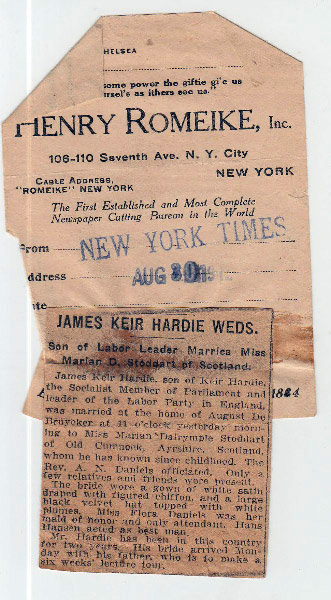 CHELSEA
ome power the giftie gi'e us
ursel's as ithers see us."
HENRY ROMEIKE, Inc.
106-110 Seventh Ave. N. Y. City
NEW YORK
CABLE ADDRESS,
"ROMEIKE" NEW YORK
The First Established and Most Complete
Newspaper Cutting Bureau in the World
From
NEW YORK TIMES
ddress
AUG 30
ate
JAMES KEIR HARDIE WEDS.
Son of Labor Leader Marries Miss
Marian D. Stoddart of Scotland.
James Keir Hardie, son of Keir Hardie,
the Socialist Member of Parliament and
leader of the Labor Party in England,
was married at the home of August De
Bruycker at 11 o'clock yesterday morn-
ing to Miss Marian Dalrymple Stoddart
of Old Cumnock, Ayrshire, Scotland,
whom he has known since childhood. The
Rev. A. N. Daniels officiated. Only a
few relatives and friends were present.
The bride wore a gown of white satin
draped with figured chiffon, and a large
black velvet hat topped with white
plumes. Miss Flora Daniels was her
maid of honor and only attendant. Hans
Hansen acted as best man.
Mr. Hardie has been in this country
for two years. His bride arrived Mon-
day with his father, who is to make a
six weeks' lecture tour.
1884